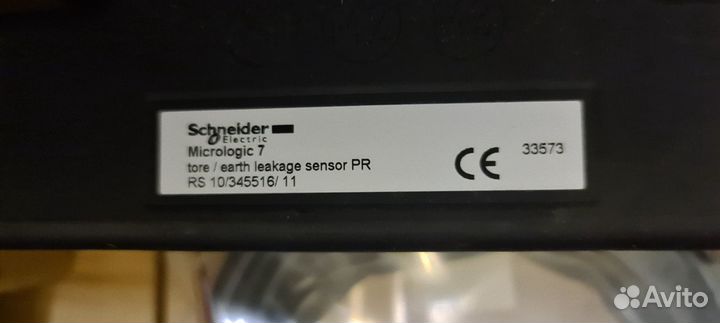 Schneider
Electric
Micrologic 7
tore / earth leakage sensor PR
RS 10/345516/ 11
CE
33573
Avito